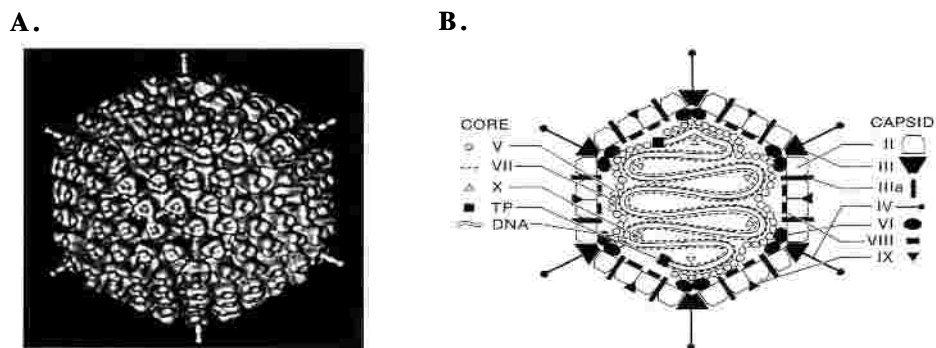 A.
B.
CORE
V
VII
X
TP
DNA
CAPSID
II
III
IIIa
IV
VI
VIII
IX